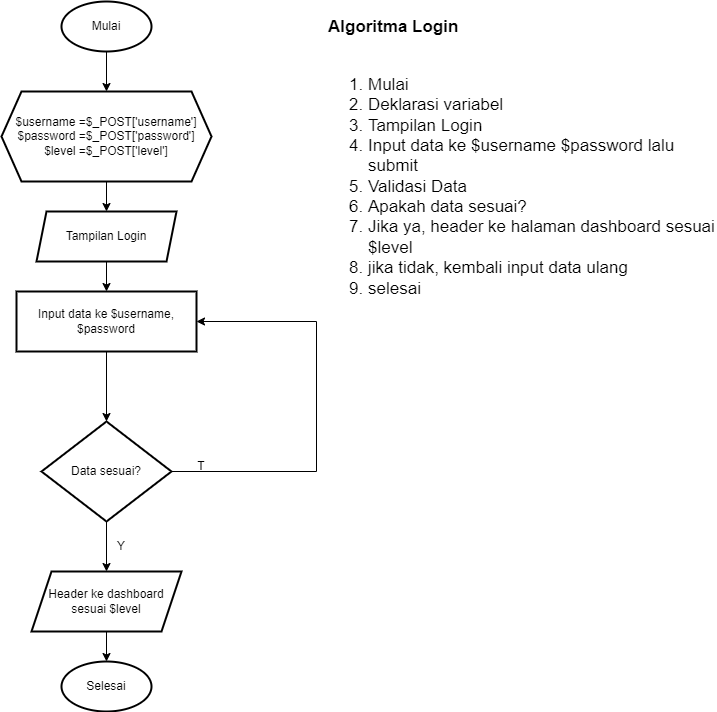 Mulai
$username =$_POST['username']
$password =$_POST['password']
$level =$_POST['level']
Tampilan Login
Input data ke $username,
$password
Data sesuai?
T
Y
Header ke dashboard
sesuai $level
Selesai
Algoritma Login
1. Mulai
2. Deklarasi variabel
3. Tampilan Login
4. Input data ke $username $password lalu
submit
5. Validasi Data
6. Apakah data sesuai?
7. Jika ya, header ke halaman dashboard sesuai
$level
8. jika tidak, kembali input data ulang
9. selesai